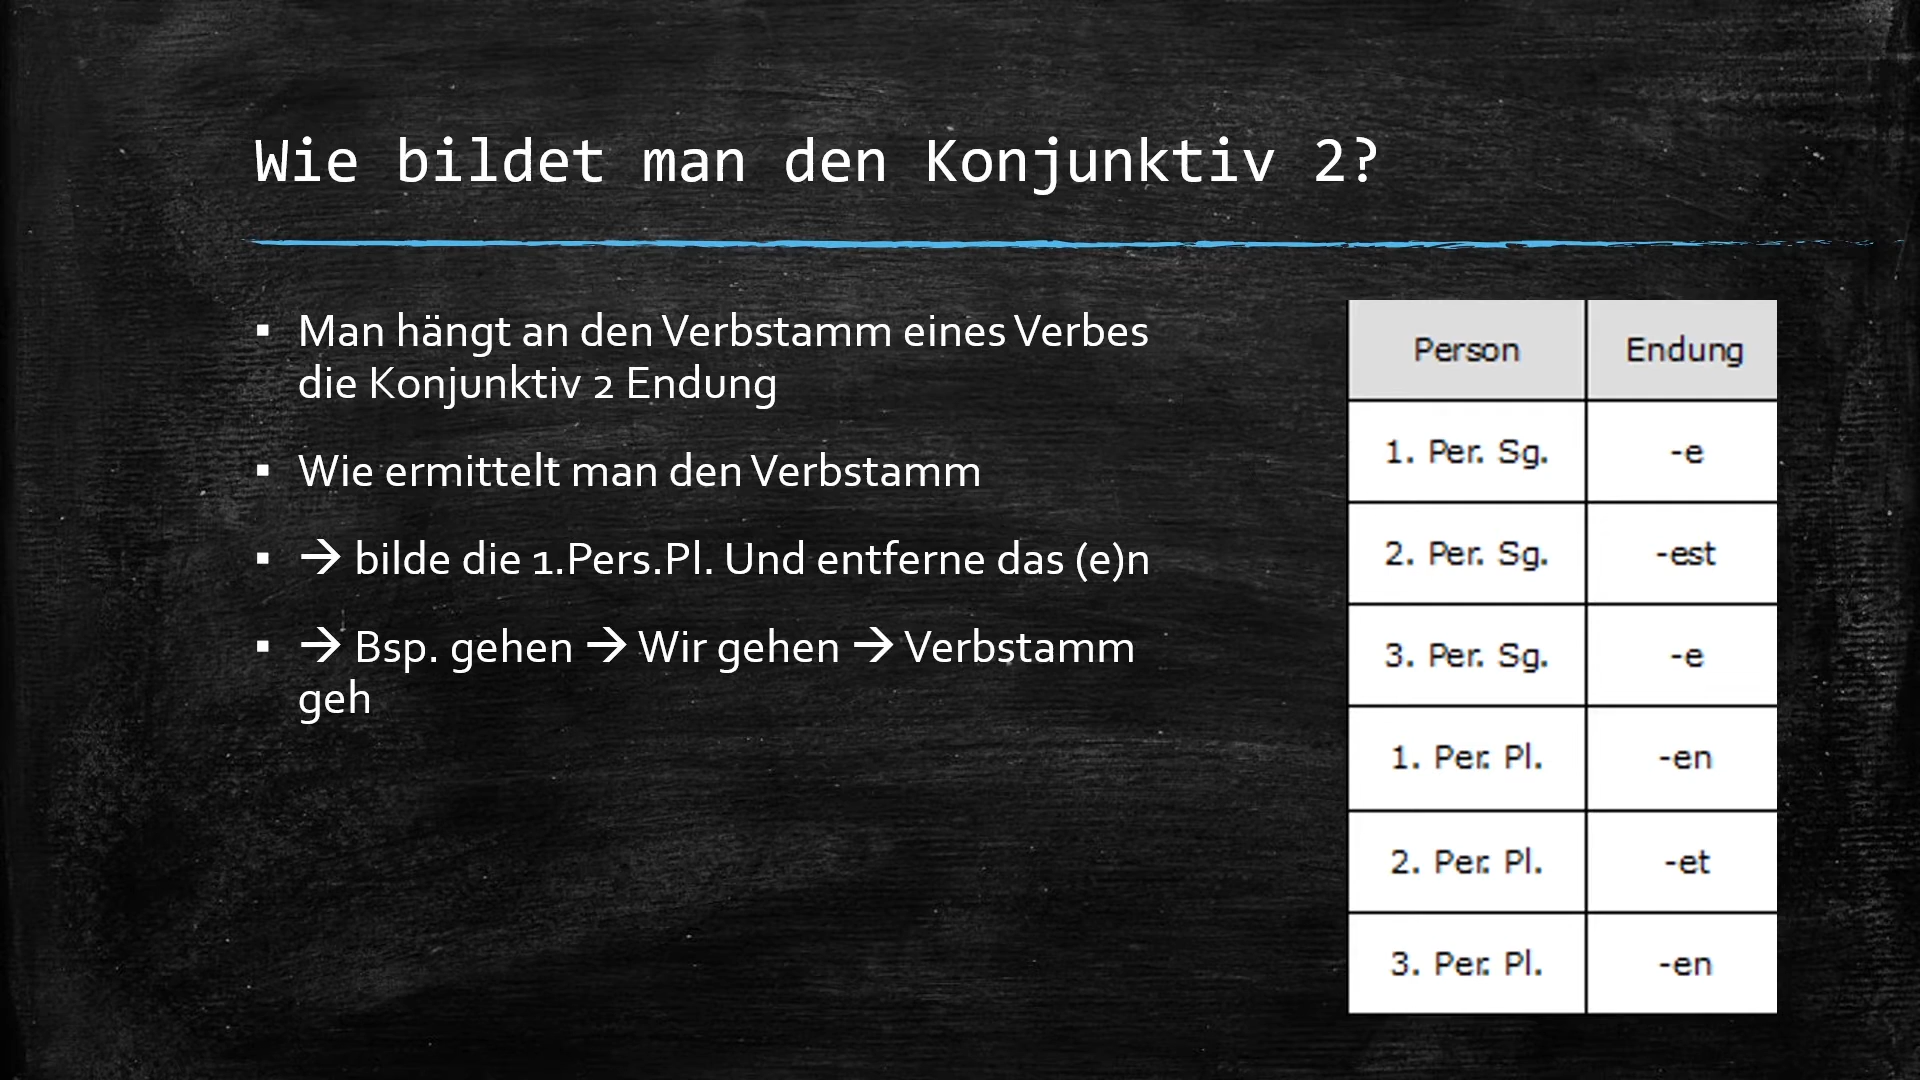 Wie bildet man den Konjunktiv 2?
▪ Man hängt an den Verbstamm eines Verbes
die Konjunktiv 2 Endung
▪ Wie ermittelt man den Verbstamm
▪ → bilde die 1.Pers.Pl. Und entferne das (e)n
▪ → Bsp. gehen → Wir gehen → Verbstamm
geh
Person Endung
1. Per. Sg. -e
2. Per. Sg. -est
3. Per. Sg. -e
1. Per. Pl. -en
2. Per. Pl. -et
3. Per. Pl. -en